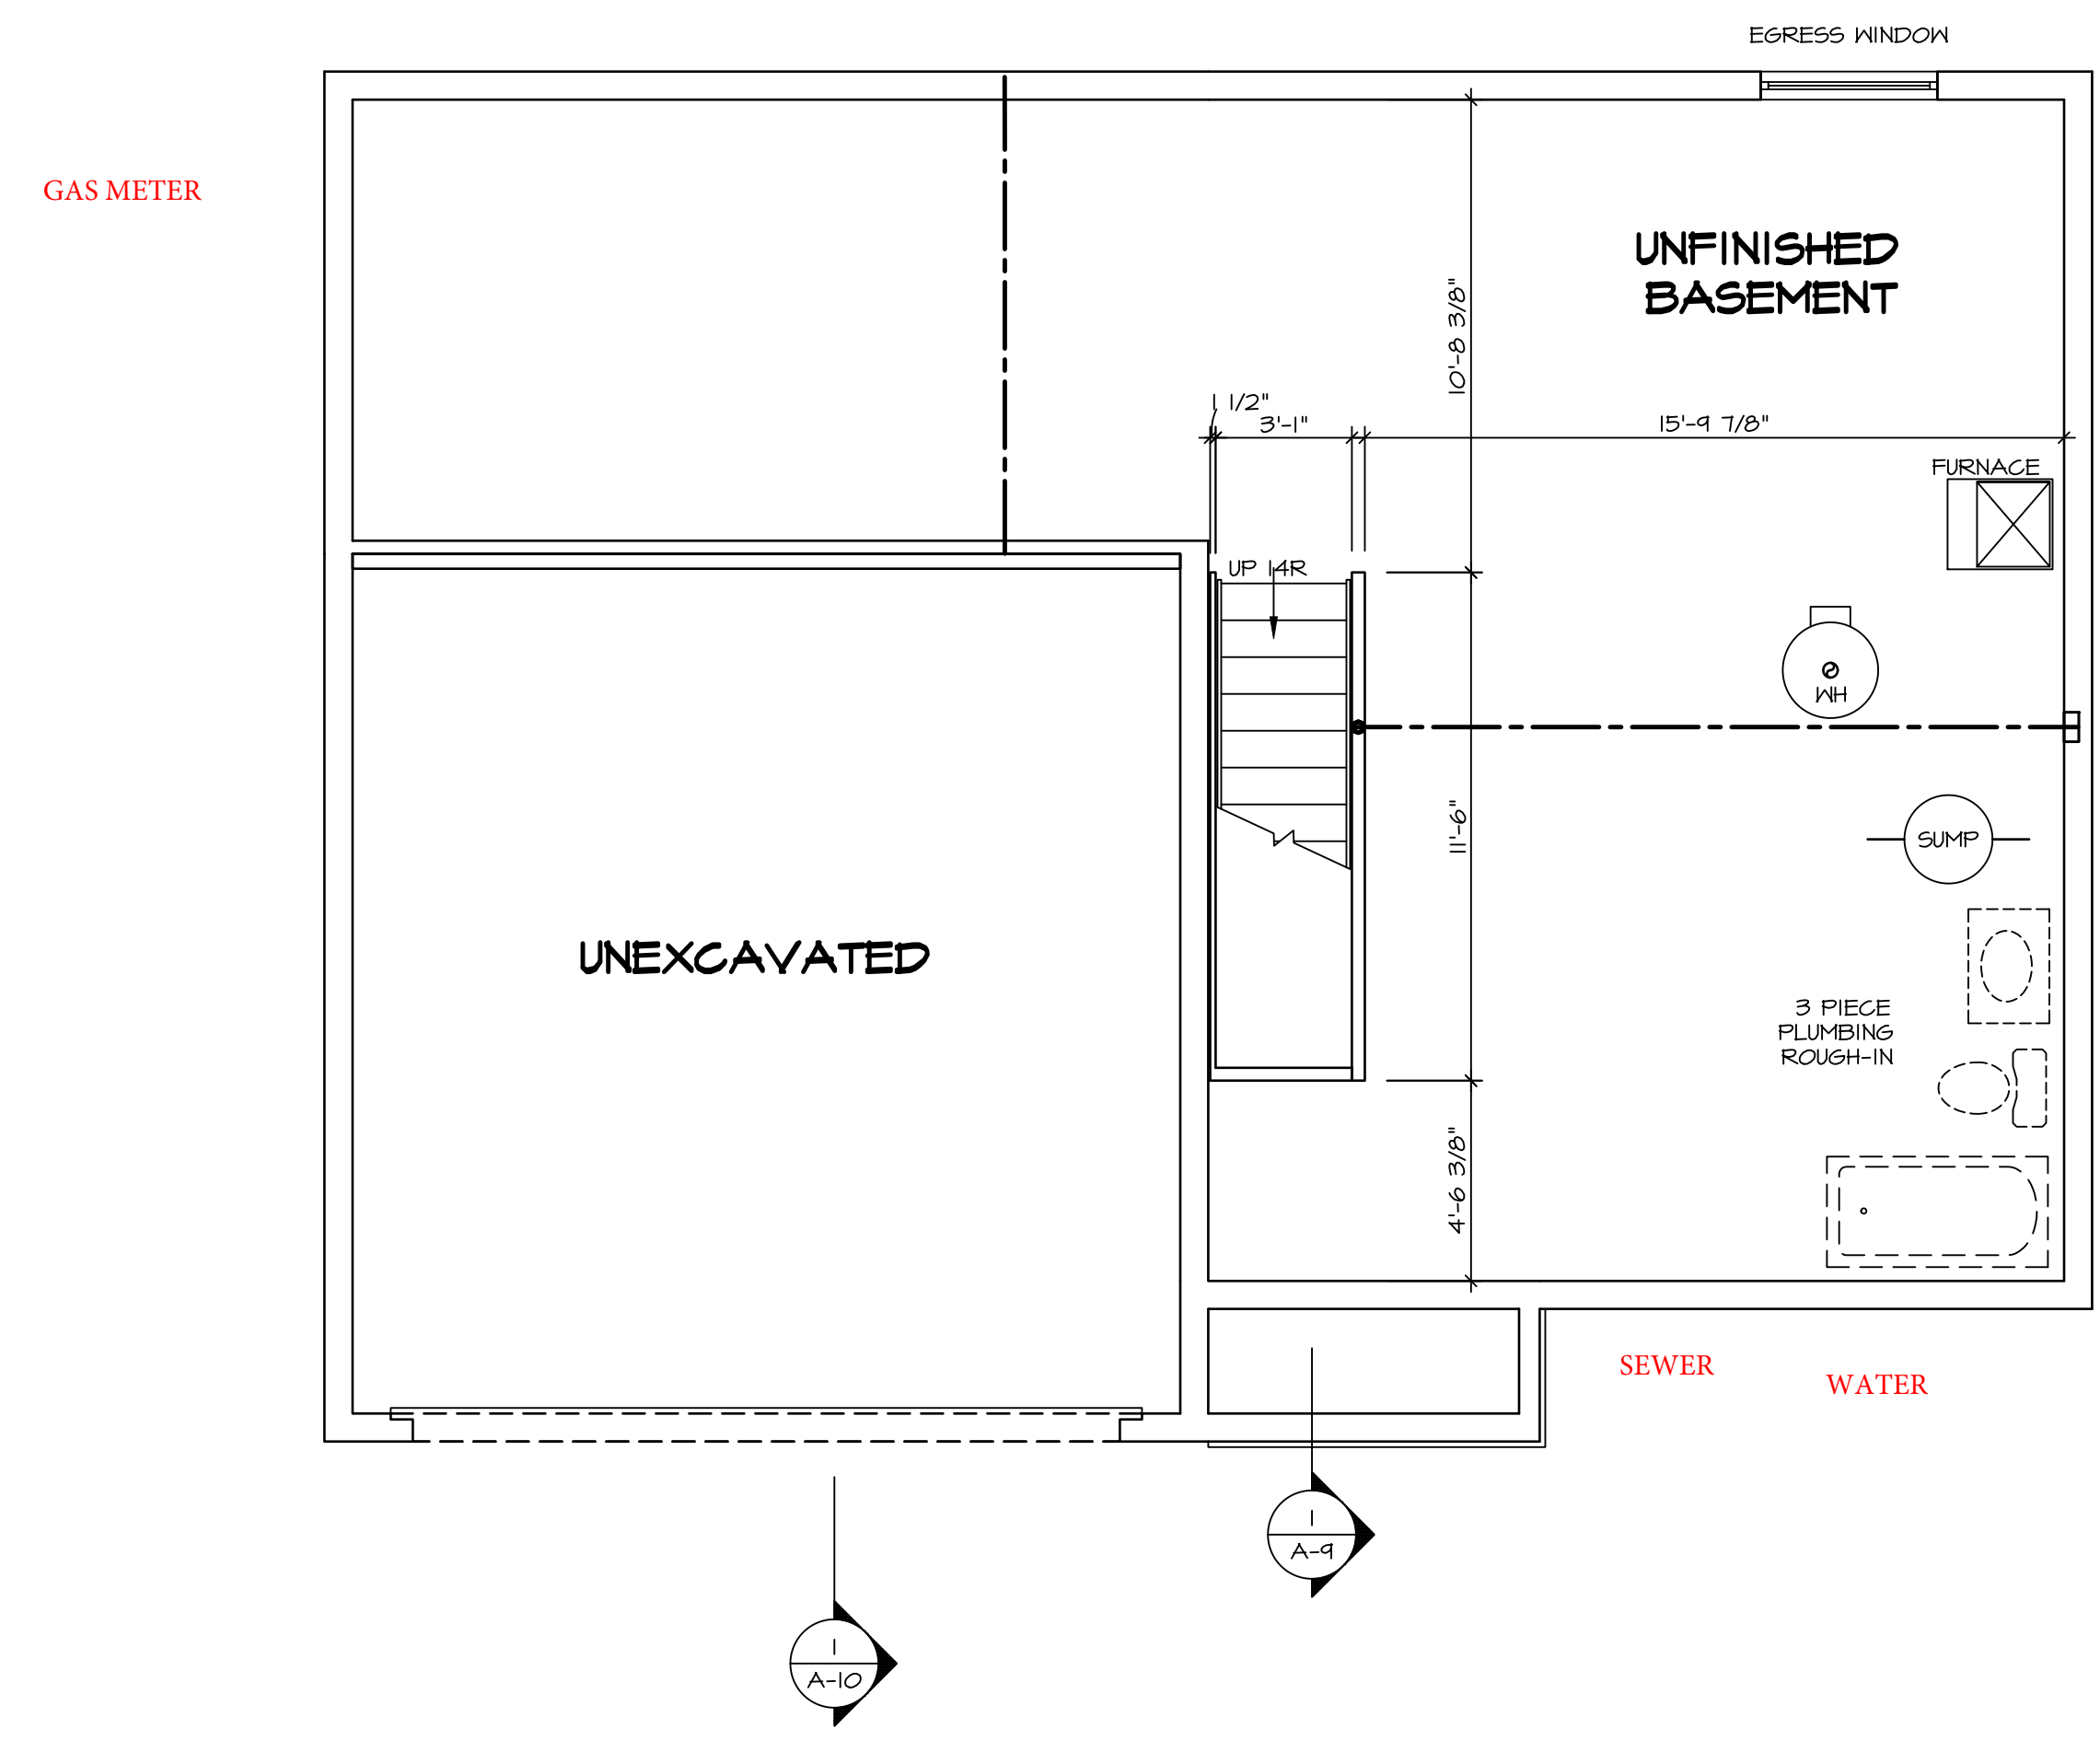 EGRESS WINDOW
GAS METER
UNFINISHED
BASEMENT
10'-8 3/8"
1 1/2"
3'-1"
15'-9 7/8"
FURNACE
UP 14R
WH
11'-6"
SUMP
UNEXCAVATED
3 PIECE
PLUMBING
ROUGH-IN
4'-6 3/8"
SEWER
WATER
1
A-9
1
A-10